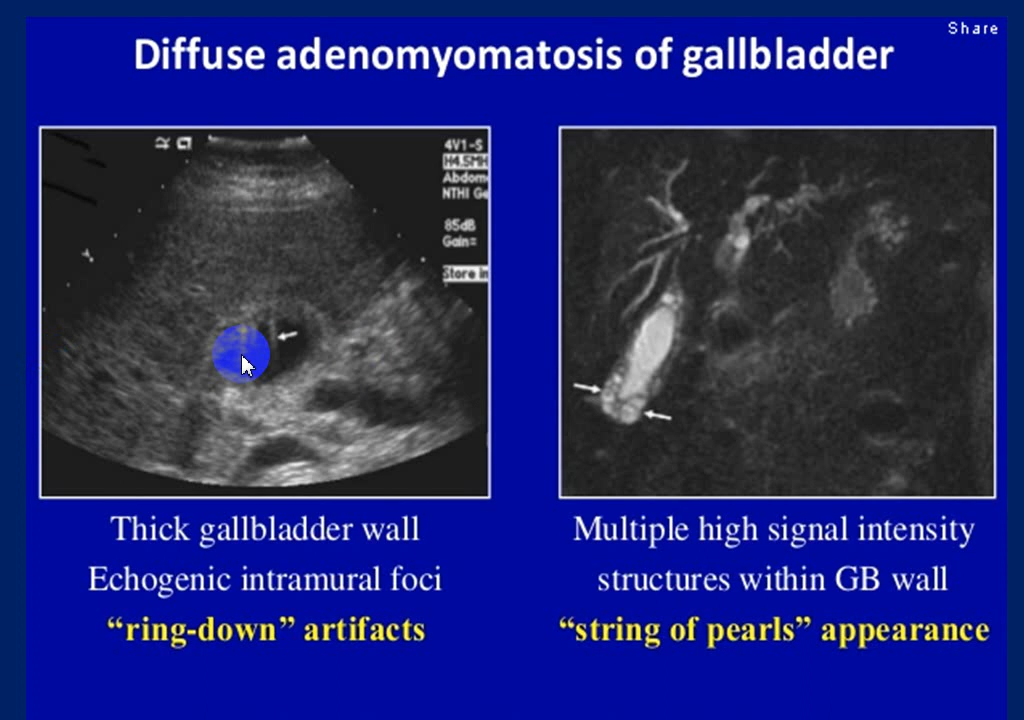 Share
Diffuse adenomyomatosis of gallbladder
4V1-S
H4.5MH
Abdom
NTHI Ge
85dB
Gain=
Store in
Thick gallbladder wall
Echogenic intramural foci
“ring-down” artifacts
Multiple high signal intensity
structures within GB wall
“string of pearls” appearance